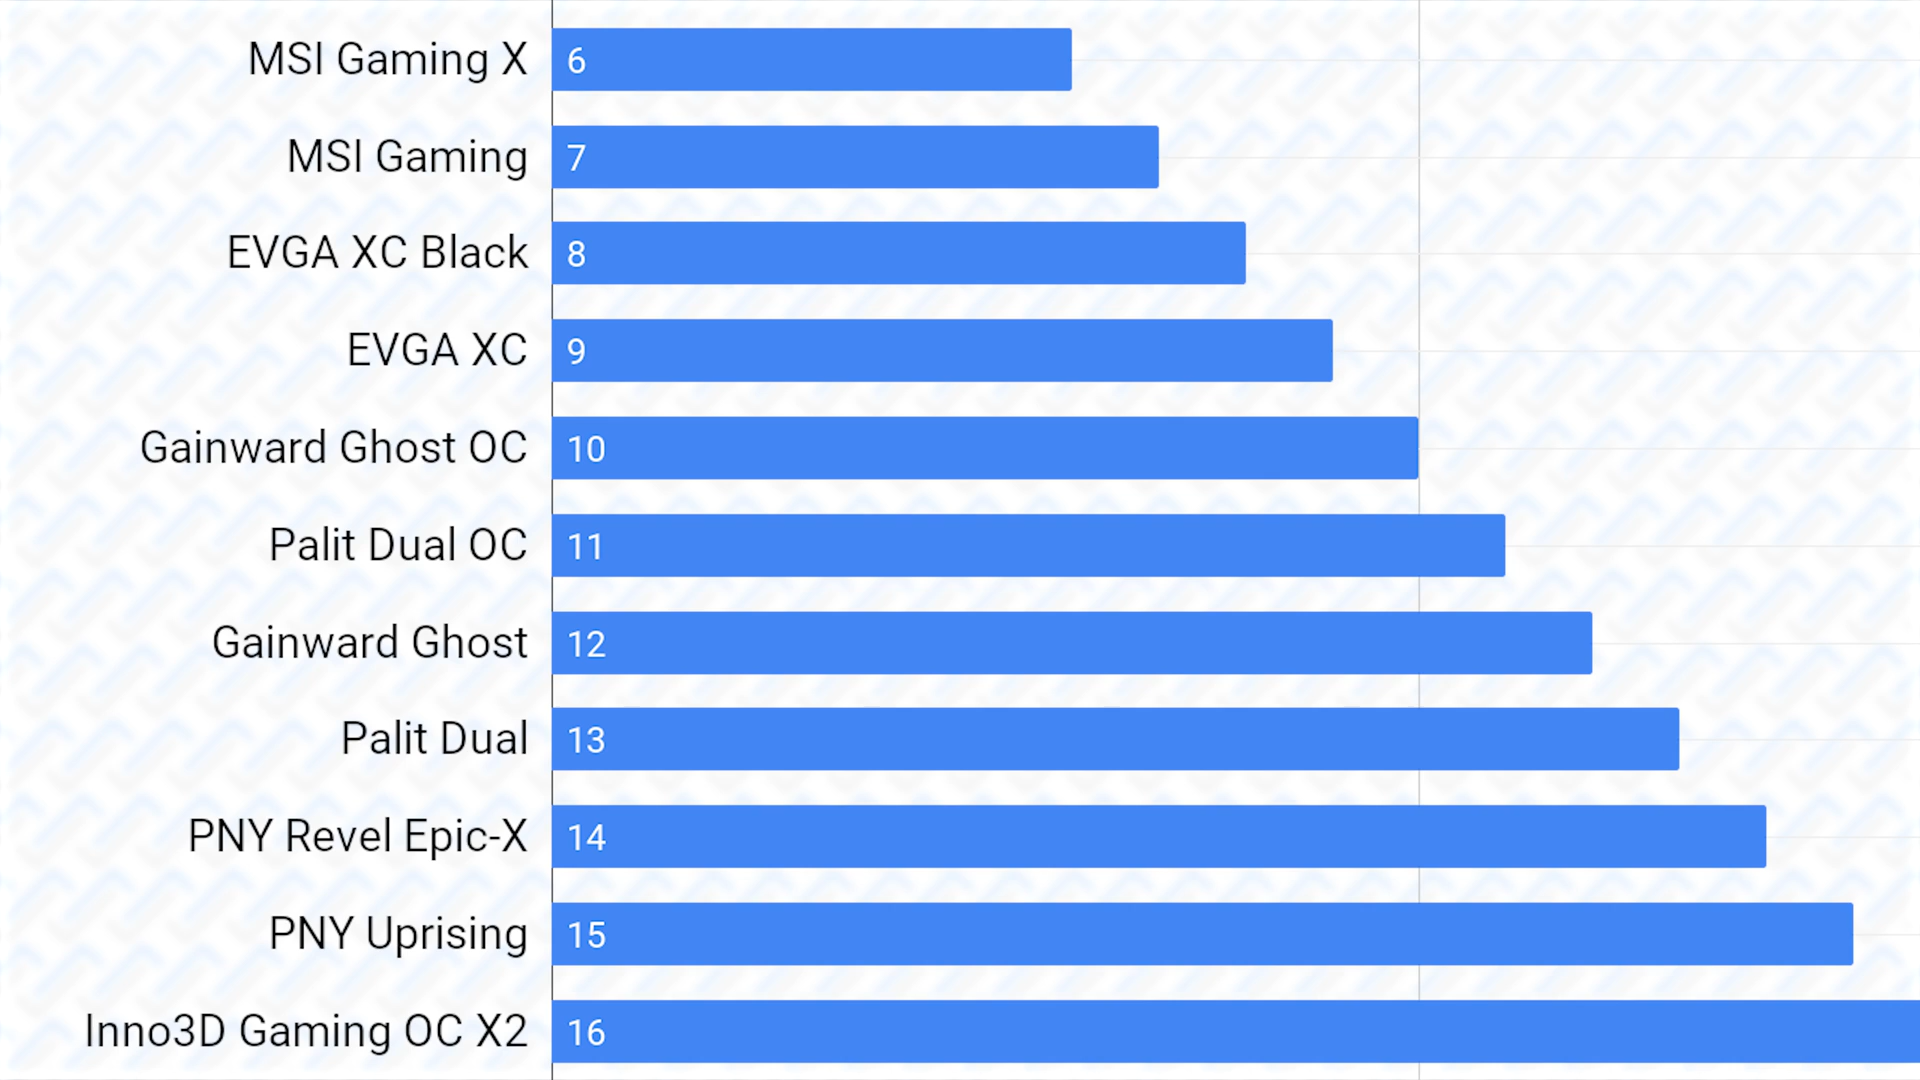 MSI Gaming X 6
MSI Gaming 7
EVGA XC Black 8
EVGA XC 9
Gainward Ghost OC 10
Palit Dual OC 11
Gainward Ghost 12
Palit Dual 13
PNY Revel Epic-X 14
PNY Uprising 15
Inno3D Gaming OC X2 16